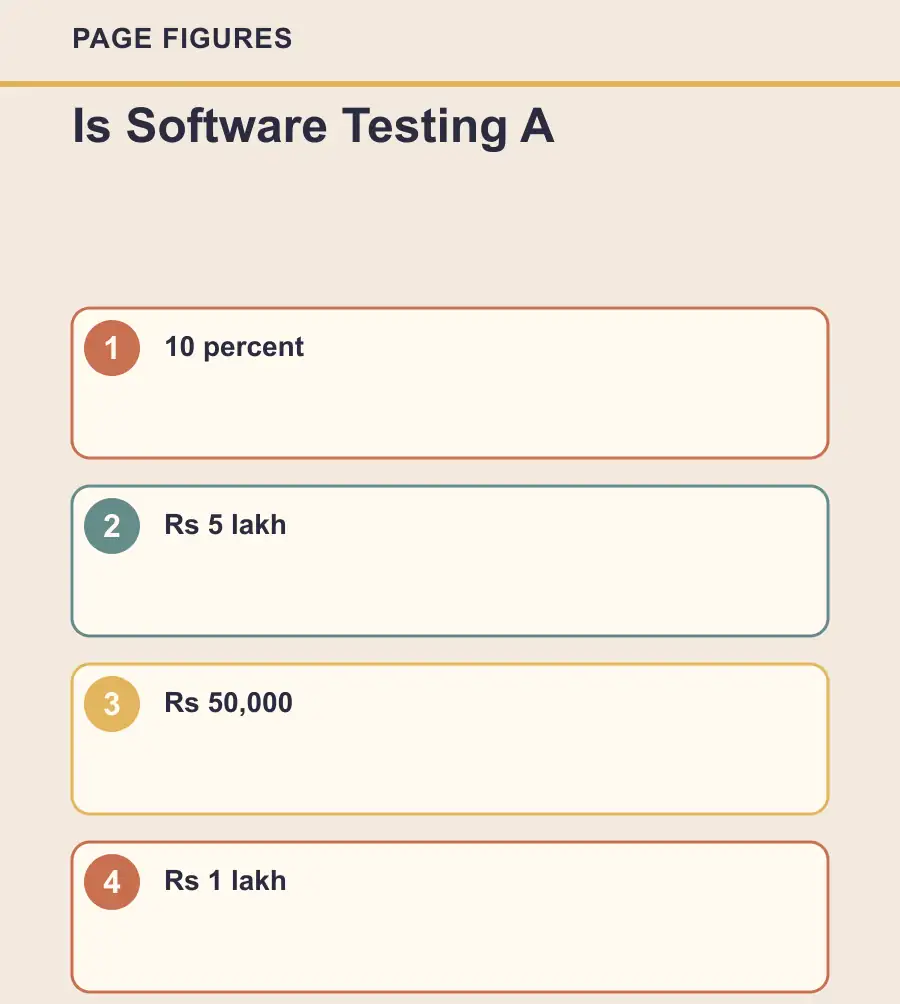 PAGE FIGURES
Is Software Testing A
1 10 percent
2 Rs 5 lakh
3 Rs 50,000
4 Rs 1 lakh